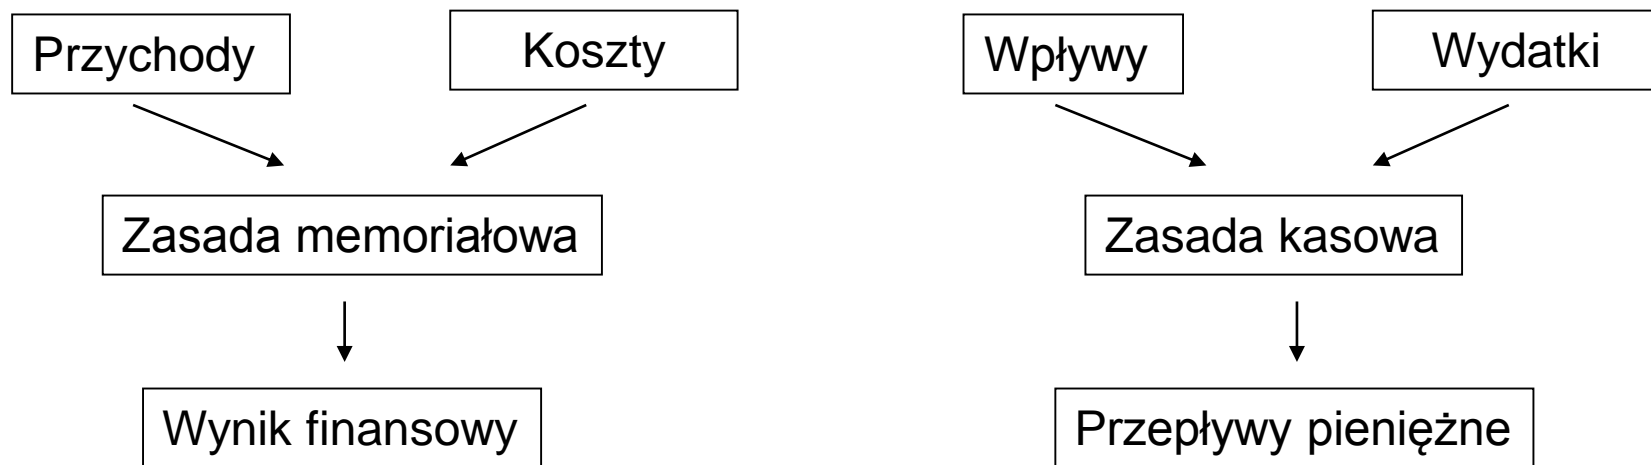 Przychody
Koszty
Wpływy
Wydatki
Zasada memoriałowa
Zasada kasowa
Wynik finansowy
Przepływy pieniężne